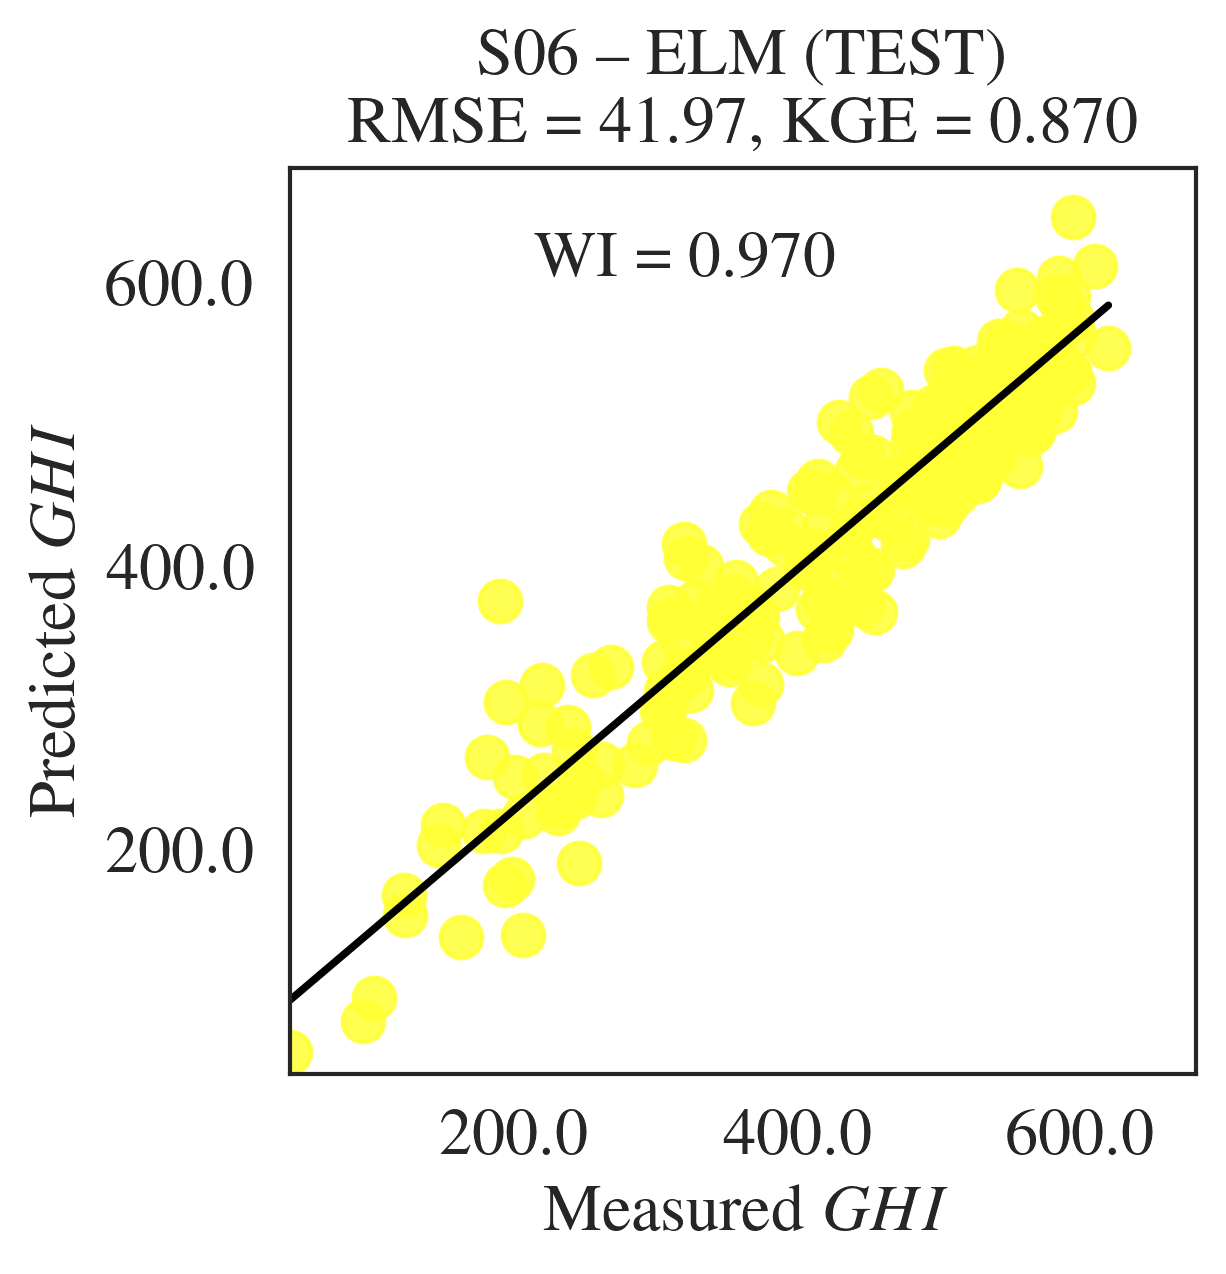 S06 – ELM (TEST)
RMSE = 41.97, KGE = 0.870
WI = 0.970
600.0
400.0
200.0
Predicted GHI
200.0 400.0 600.0
Measured GHI